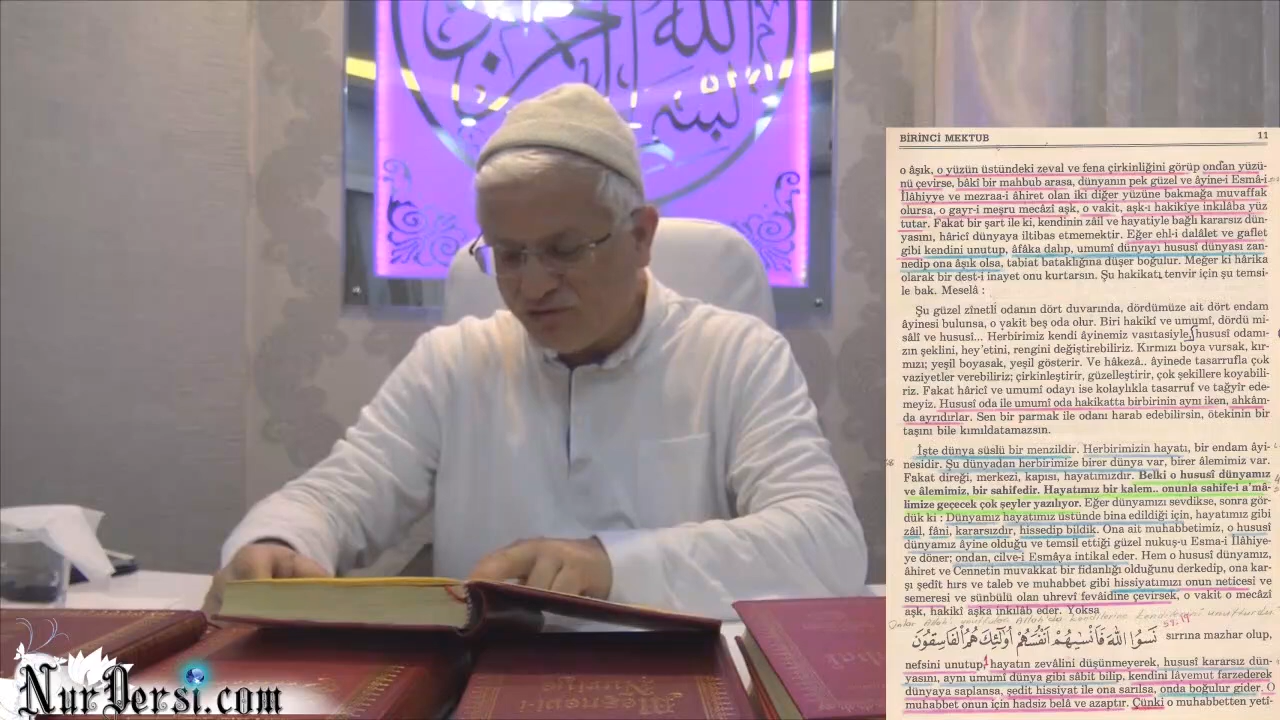 BİRİNCİ MEKTUB 11
o âşık, o yüzün üstündeki zeval ve fena çirkinliğini görüp ondan yüzü-
nü çevirse, bâki bir mahbub arasa, dünyanın pek güzel ve âyine-i Esmâ-i
İlâhiyye ve mezraa-i âhiret olan iki diğer yüzüne bakmağa muvaffak
olursa, o gayr-i meşru mecâzî aşk, o vakit, aşk-ı hakikîye inkılâba yüz
tutar. Fakat bir şart ile ki, kendinin zâil ve hayatiyle bağlı kararsız dün-
yasını, hâricî dünyaya iltibas etmemektir. Eğer ehl-i dalâlet ve gaflet
gibi kendini unutup, âfâka dalıp, umumî dünyayı hususî dünyası zan-
nedip ona âşık olsa, tabiat bataklığına düşer boğulur. Meğer ki hârika
olarak bir dest-i inayet onu kurtarsın. Şu hakikatı tenvir için şu temsi-
le bak. Meselâ :
Şu güzel zînetli odanın dört duvarında, dördümüze ait dört endam
âyinesi bulunsa, o vakit beş oda olur. Biri hakikî ve umumî, dördü mi-
sâlî ve hususî... Herbirimiz kendi âyinemiz vasıtasiyle, hususî odamı-
zın şeklini, hey'etini, rengini değiştirebiliriz. Kırmızı boya vursak, kır-
mızı; yeşil boyasak, yeşil gösterir. Ve hâkezâ.. âyinede tasarrufla çok
vaziyetler verebiliriz; çirkinleştirir, güzelleştirir, çok şekillere koyabili-
riz. Fakat hâricî ve umumî odayı ise kolaylıkla tasarruf ve tağyir ede-
meyiz. Hususî oda ile umumî oda hakikatta birbirinin aynı iken, ahkâm-
da ayrıdırlar. Sen bir parmak ile odanı harab edebilirsin, ötekinin bir
taşını bile kımıldatamazsın.
İşte dünya süslü bir menzildir. Herbirimizin hayatı, bir endam âyi-
nesidir. Şu dünyadan herbirimize birer dünya var, birer âlemimiz var.
Fakat direği, merkezi, kapısı, hayatımızdır. Belki o hususî dünyamız
ve âlemimiz, bir sahifedir. Hayatımız bir kalem.. onunla sahife-i a'mâ-
limize geçecek çok şeyler yazılıyor. Eğer dünyamızı sevdikse, sonra gör-
dük ki : Dünyamız hayatımız üstünde bina edildiği için, hayatımız gibi
zâil, fâni, kararsızdır, hissedip bildik. Ona ait muhabbetimiz, o hususî
dünyamız âyine olduğu ve temsil ettiği güzel nukuş-u Esma-i İlâhiye-
ye döner; ondan, cilve-i Esmâya intikal eder. Hem o hususî dünyamız,
âhiret ve Cennetin muvakkat bir fidanlığı olduğunu derkedip, ona kar-
şı şedît hırs ve taleb ve muhabbet gibi hissiyatımızı onun neticesi ve
semeresi ve sünbülü olan uhrevî fevâidine çevirsek, o vakit o mecâzî
aşk, hakikî aşka inkılâb eder. Yoksa
نَسُوا اللّٰهَ فَاَنْسٰيهُمْ اَنْفُسَهُمْ اُولٰٓئِكَ هُمُ الْفَاسِقُونَ sırrına mazhar olup,
nefsini unutup, hayatın zevâlini düşünmeyerek, hususî kararsız dün-
yasını, aynı umumî dünya gibi sâbit bilip, kendini lâyemut farzederek
dünyaya saplansa, şedit hissiyat ile ona sarılsa, onda boğulur gider. O
muhabbet onun için hadsiz belâ ve azaptır. Çünki o muhabbetten yeti-
NurDersi.com